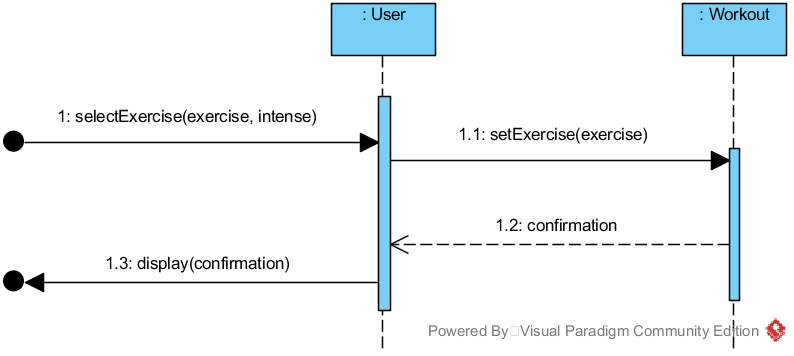 : User
: Workout
1: selectExercise(exercise, intense)
1.1: setExercise(exercise)
1.2: confirmation
1.3: display(confirmation)
Powered By Visual Paradigm Community Edition